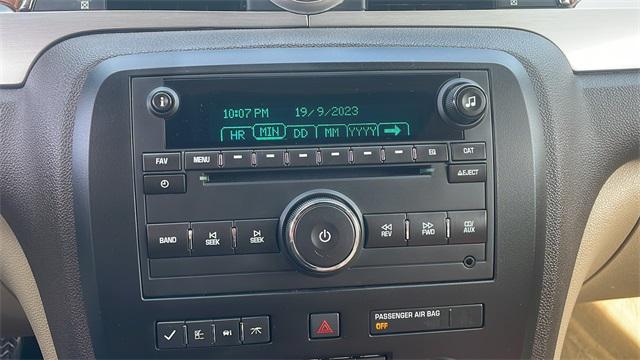 10:07 PM 19/9/2023
HR MIN DD MM YYYY
FAV MENU EQ CAT
EJECT
BAND SEEK SEEK REV FWD CD/AUX
PASSENGER AIR BAG
OFF